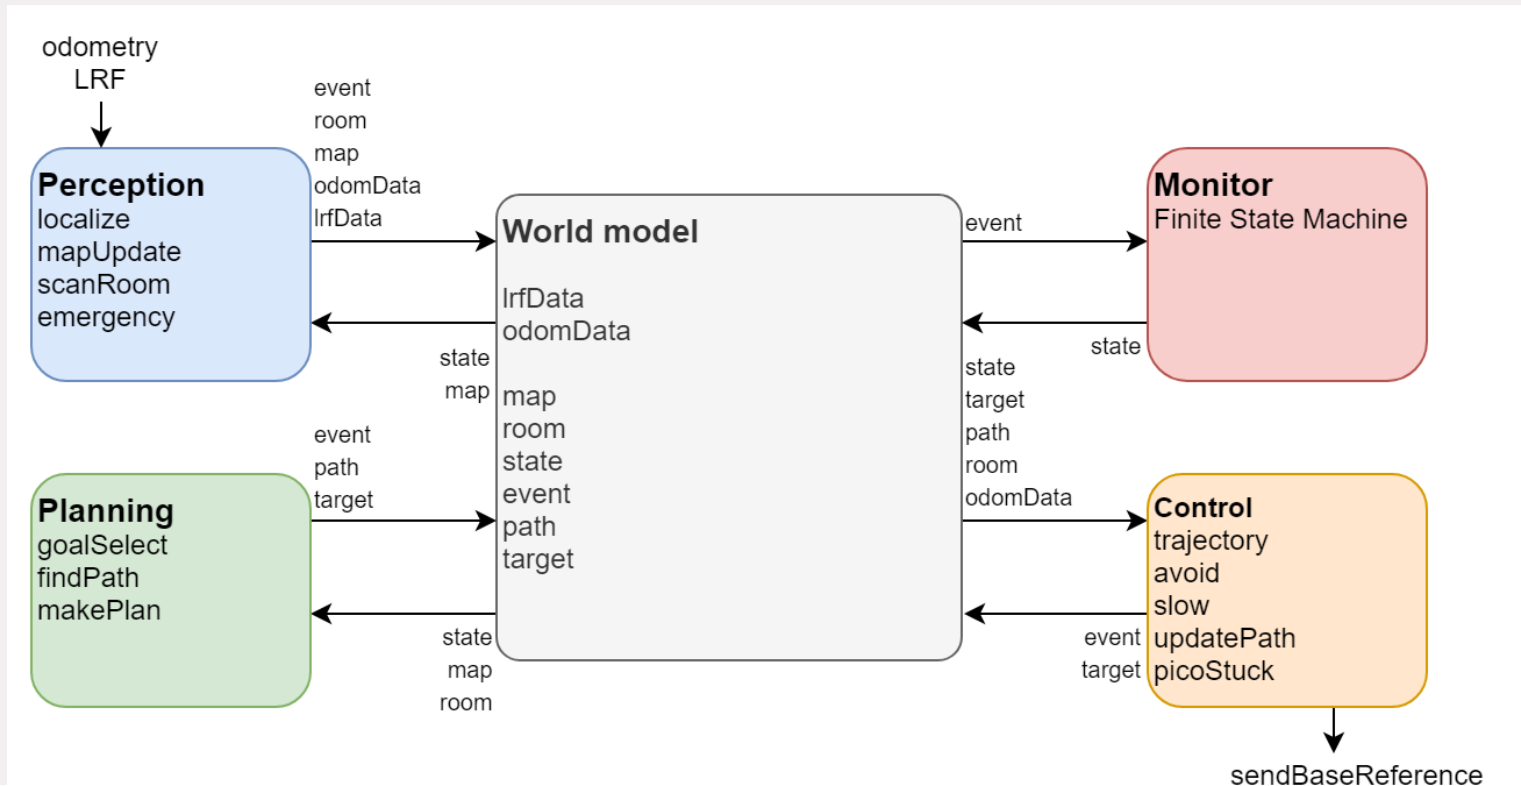 odometry
LRF
event
room
map
odomData
lrfData
Perception
localize
mapUpdate
scanRoom
emergency
state
map
World model
lrfData
odomData
map
room
state
event
path
target
event
Monitor
Finite State Machine
state
event
path
target
Planning
goalSelect
findPath
makePlan
state
map
room
state
target
path
room
odomData
Control
trajectory
avoid
slow
updatePath
picoStuck
event
target
sendBaseReference